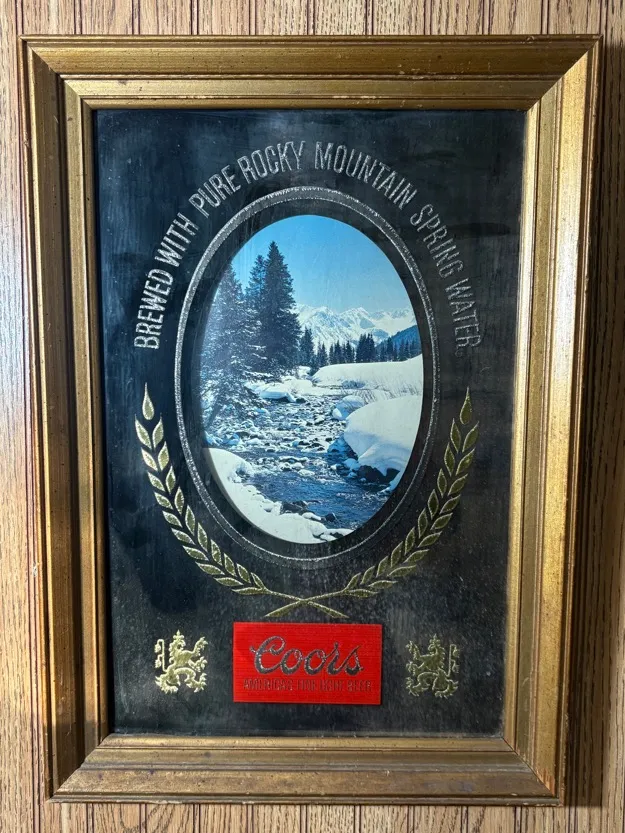 BREWED WITH PURE ROCKY MOUNTAIN SPRING WATER
Coors
AMERICA'S FINE LIGHT BEER